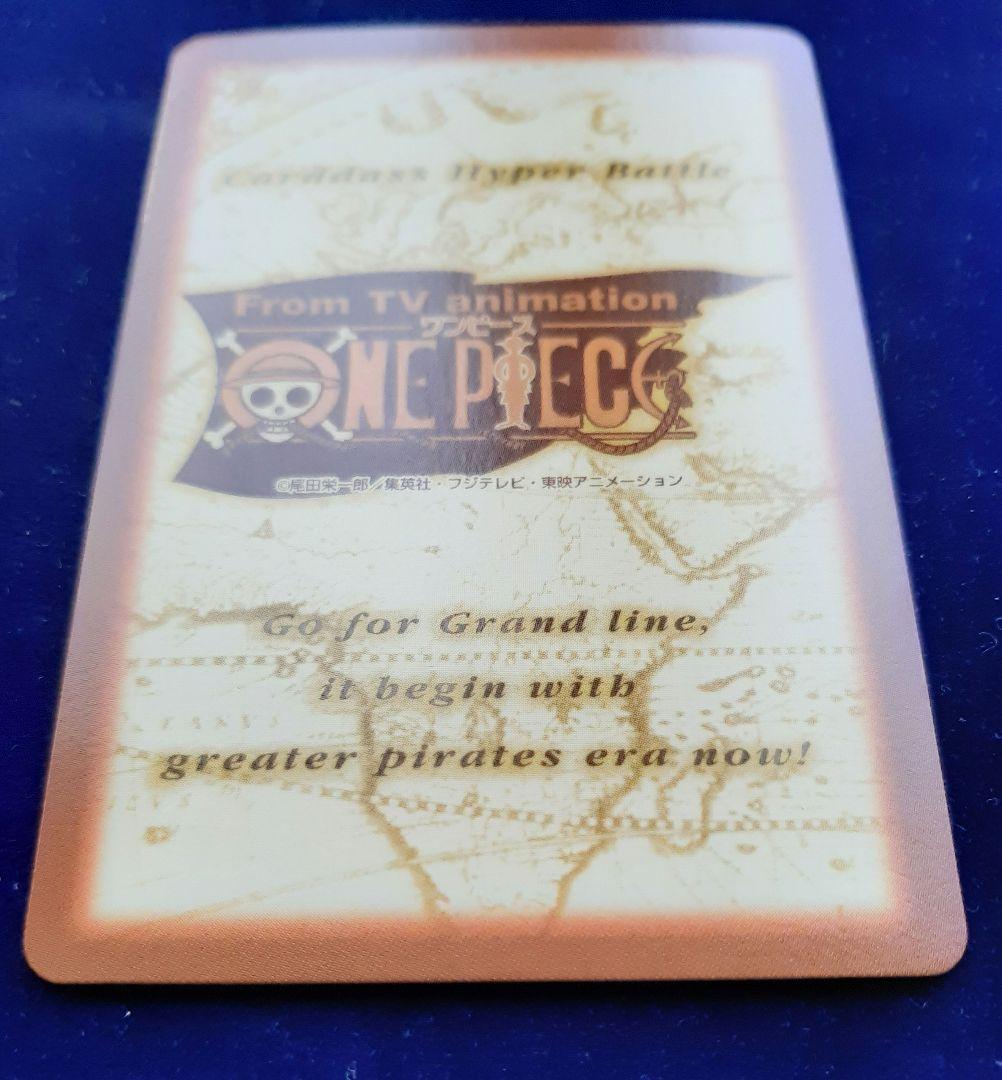 Carddass Hyper Battle
From TV animation
ワンピース
ONE PIECE
©尾田栄一郎／集英社・フジテレビ・東映アニメーション
Go for Grand line,
it begin with
greater pirates era now!